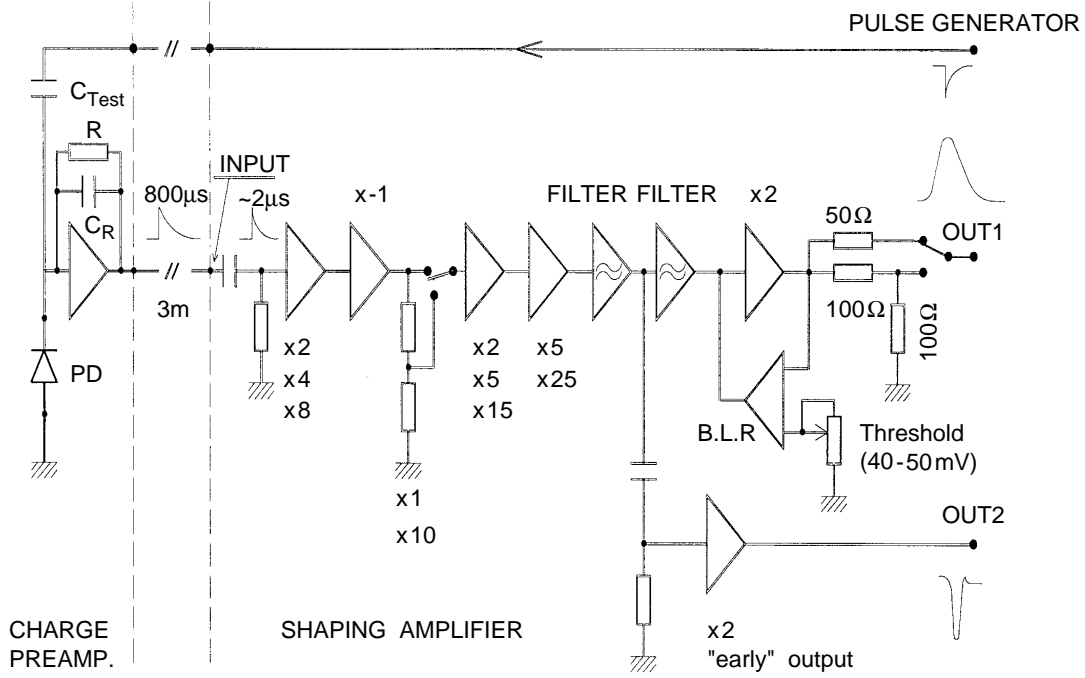 PULSE GENERATOR
C_Test
R
C_R
800μs
INPUT
~2μs
x-1
FILTER FILTER
x2
50Ω
OUT1
3m
100Ω
100Ω
PD
x2
x4
x8
x2
x5
x15
x5
x25
B.L.R
Threshold
(40-50mV)
x1
x10
OUT2
CHARGE
PREAMP.
SHAPING AMPLIFIER
x2
"early" output